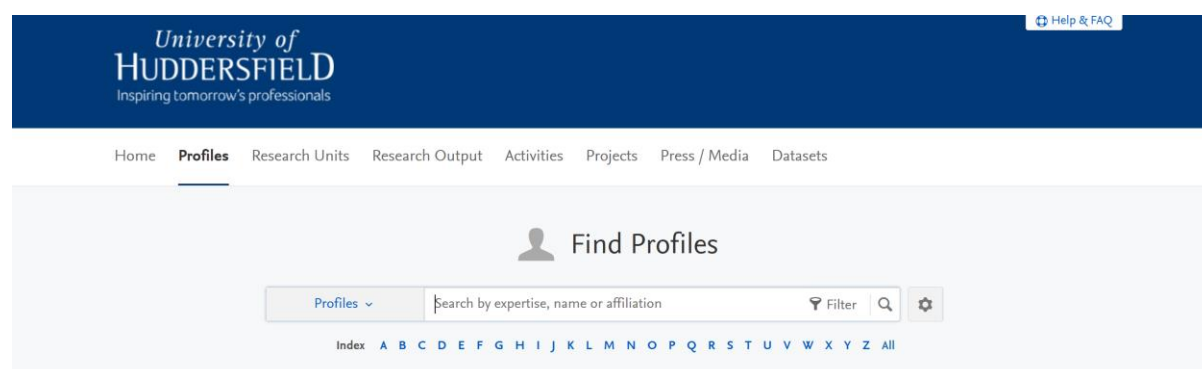 Help & FAQ
University of
HUDDERSFIELD
Inspiring tomorrow's professionals
Home Profiles Research Units Research Output Activities Projects Press / Media Datasets
Find Profiles
Profiles Search by expertise, name or affiliation Filter
Index A B C D E F G H I J K L M N O P Q R S T U V W X Y Z All